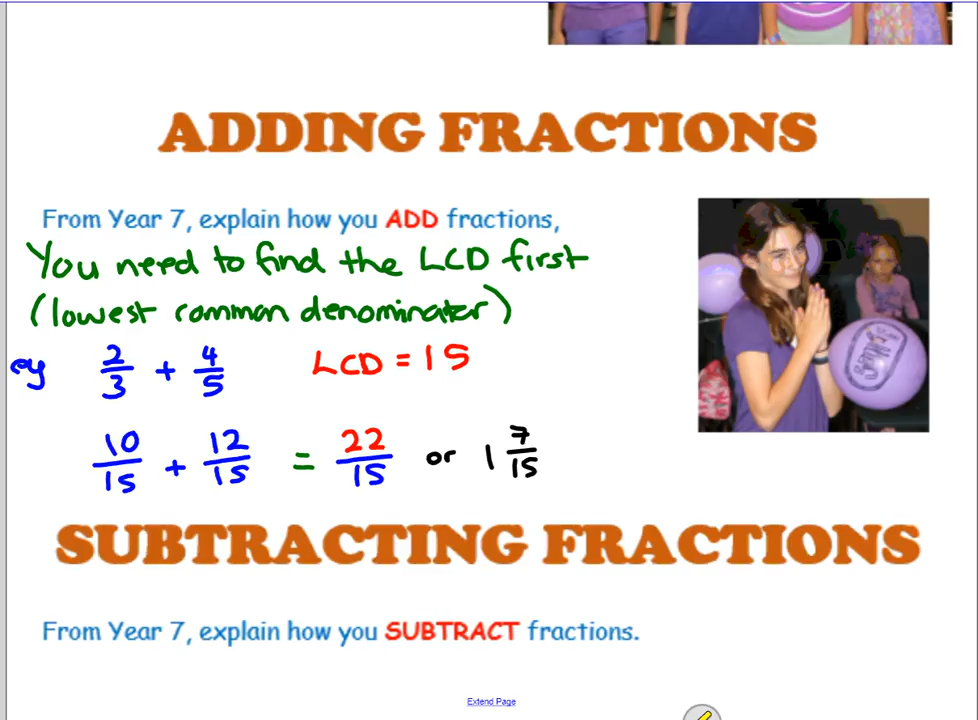 ADDING FRACTIONS
From Year 7, explain how you ADD fractions,
You need to find the LCD first
(lowest common denominator)
eg 2/3 + 4/5 LCD = 15
10/15 + 12/15 = 22/15 or 1 7/15
SUBTRACTING FRACTIONS
From Year 7, explain how you SUBTRACT fractions.
Extend Page